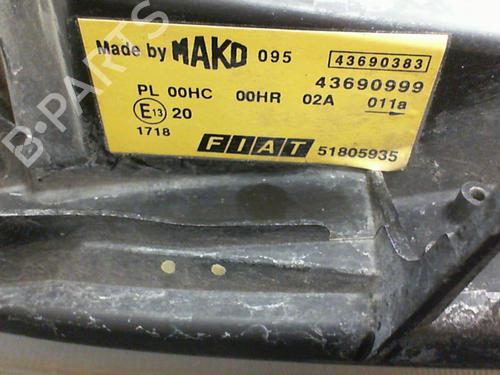 Made by MAKO 095 43690383
43690999
PL 00HC 00HR 02A 011a
E13 20
1718
FIAT 51805935
B-PARTS